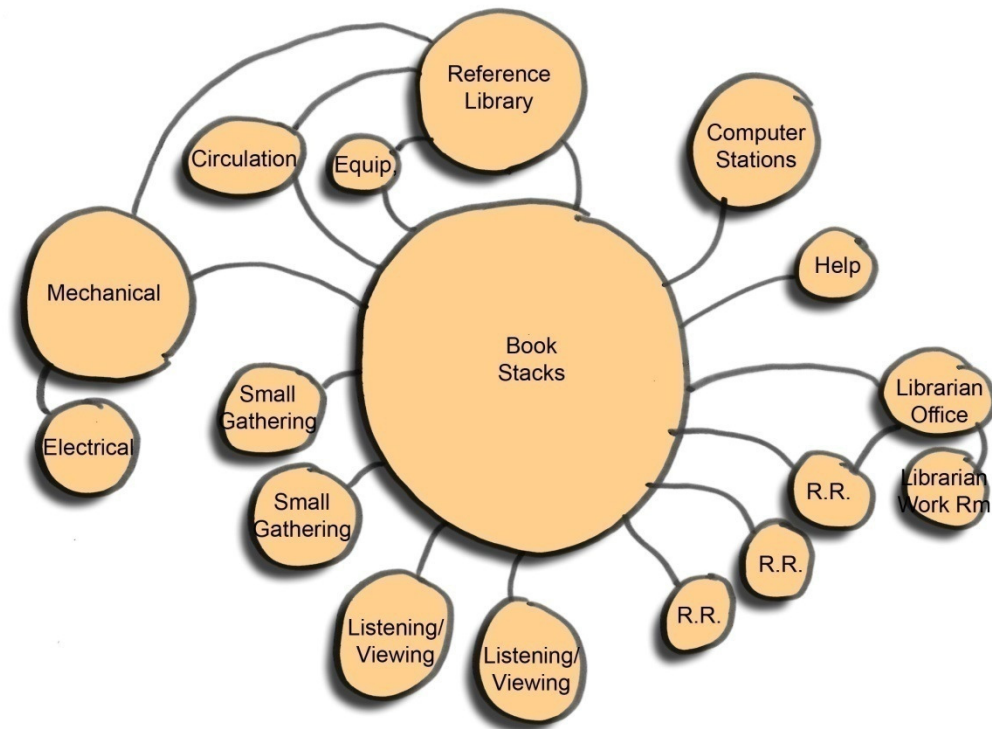 Reference
Library
Computer
Stations
Circulation
Equip,
Help
Mechanical
Book
Stacks
Small
Gathering
Librarian
Office
Electrical
Small
Gathering
R.R.
Librarian
Work Rm
R.R.
R.R.
Listening/
Viewing
Listening/
Viewing